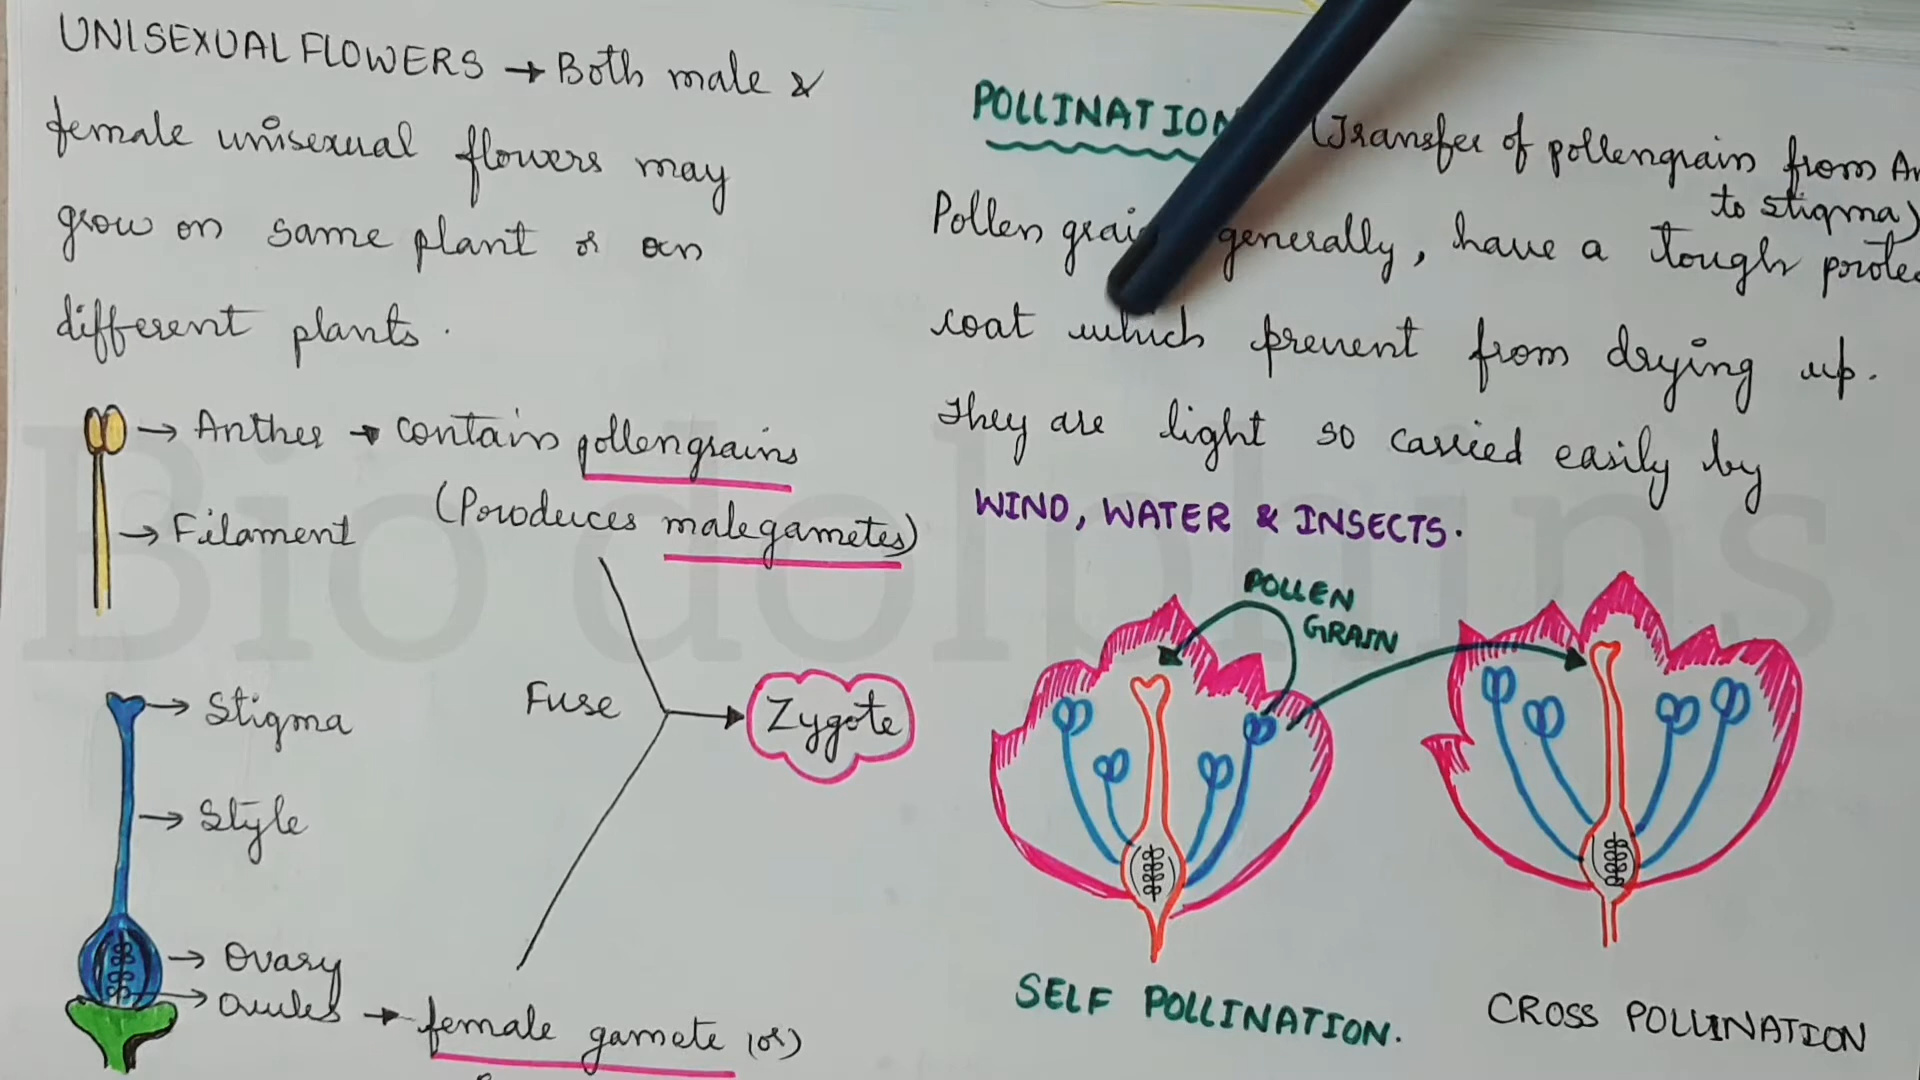 UNISEXUAL FLOWERS → Both male &
female unisexual flowers may
grow on same plant or on
different plants.
→ Anther → contain pollengrains
→ Filament
(Produces malegametes)
Fuse
Zygote
→ Stigma
→ Style
→ Ovary
→ Ovules → female gamete (or)
POLLINATION
(Transfer of pollengrain from
to stigma)
Pollen generally, have a tough
coat which prevent from drying up.
They are light so carried easily by
WIND, WATER & INSECTS.
POLLEN
GRAIN
SELF POLLINATION.
CROSS POLLINATION
Bio dolphins